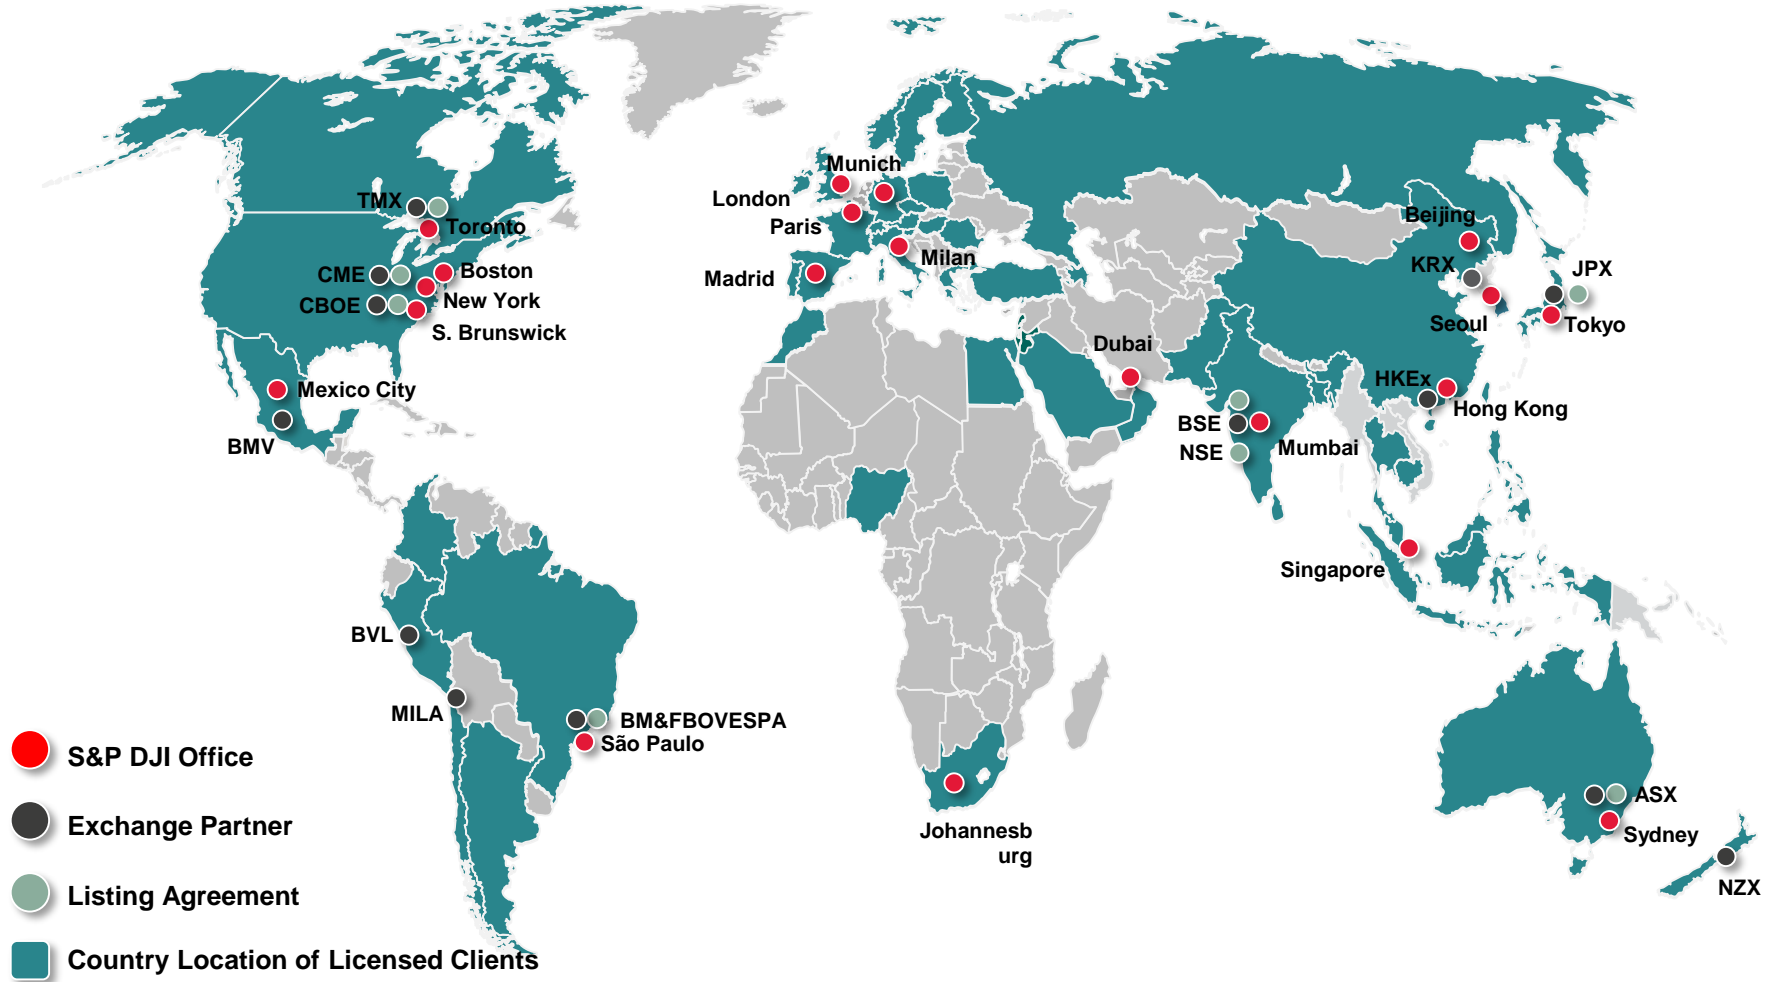 Munich
London
Paris
TMX
Toronto
Beijing
Milan
KRX
JPX
CME
Boston
Madrid
New York
CBOE
Seoul
Tokyo
S. Brunswick
Dubai
Mexico City
HKEx
Hong Kong
BMV
BSE
Mumbai
NSE
Singapore
BVL
MILA
BM&FBOVESPA
São Paulo
S&P DJI Office
ASX
Exchange Partner
Johannesb
urg
Sydney
NZX
Listing Agreement
Country Location of Licensed Clients